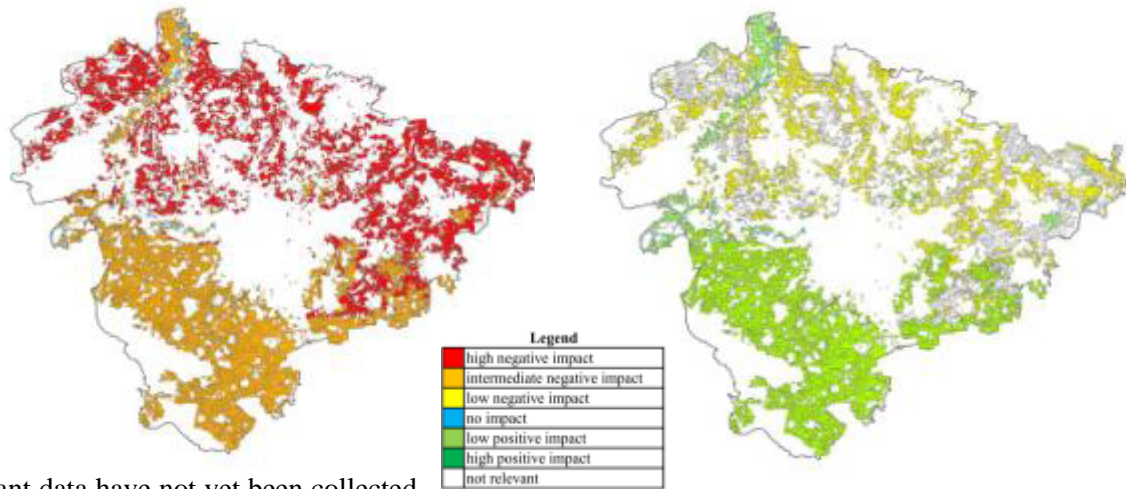 Legend
high negative impact
intermediate negative impact
low negative impact
no impact
low positive impact
high positive impact
not relevant
ant data have not yet been collected